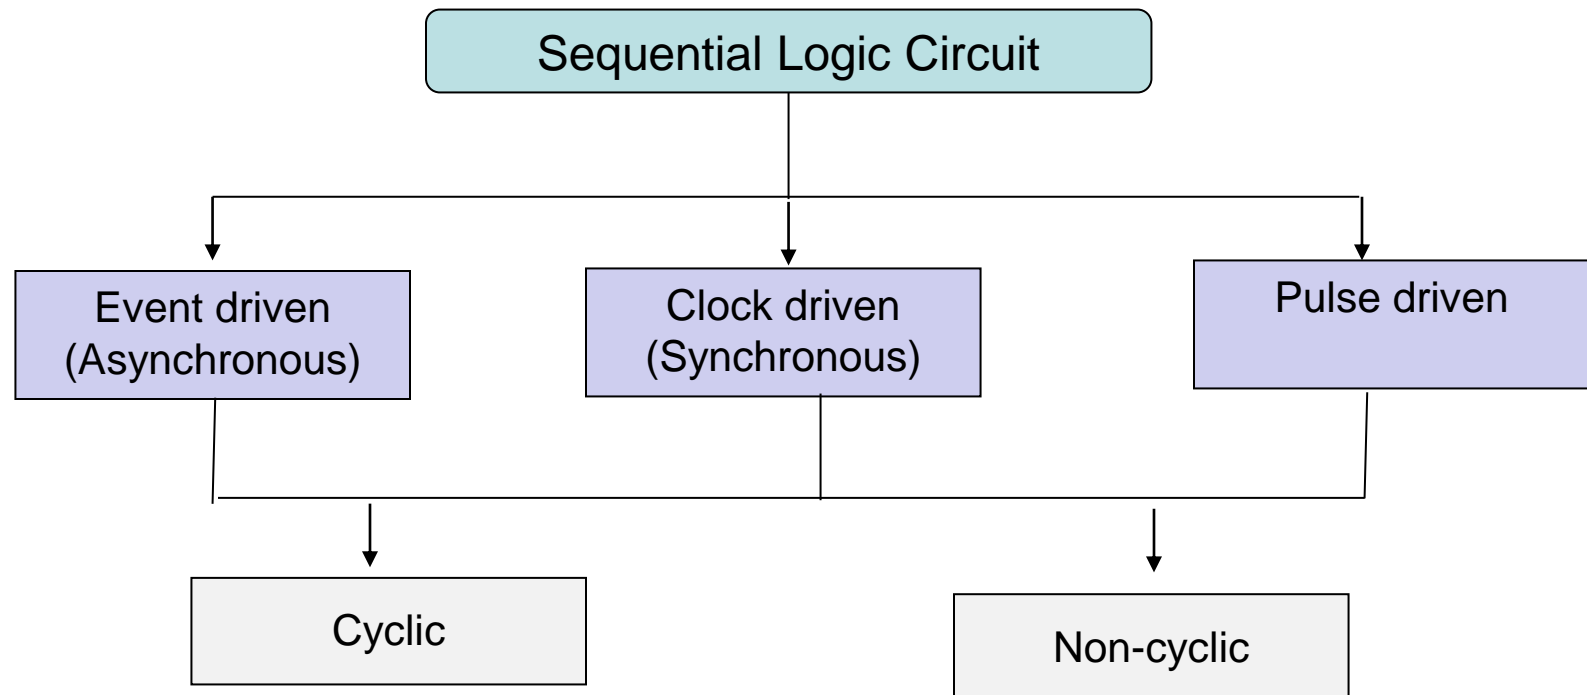 Sequential Logic Circuit
Event driven
(Asynchronous)
Clock driven
(Synchronous)
Pulse driven
Cyclic
Non-cyclic